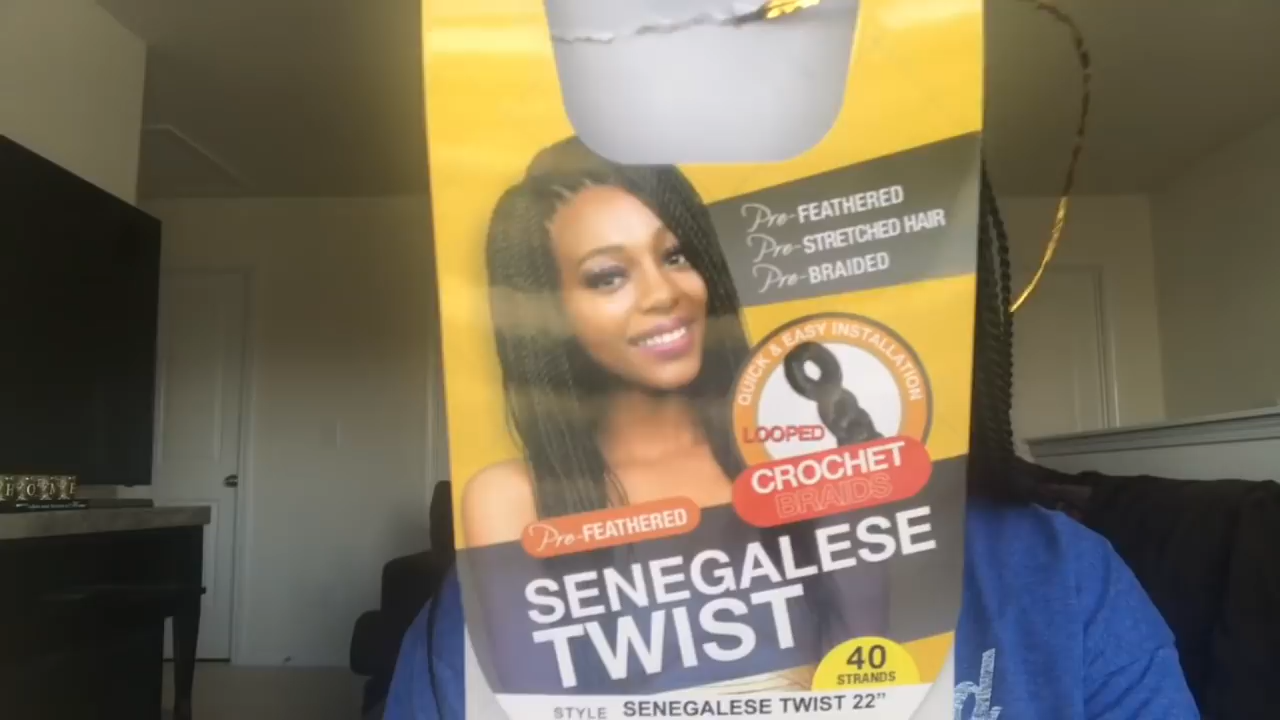 Pre-FEATHERED
Pre-STRETCHED HAIR
Pre-BRAIDED
QUICK & EASY INSTALLATION
LOOPED
CROCHET
BRAIDS
Pre-FEATHERED
SENEGALESE
TWIST
40
STRANDS
STYLE SENEGALESE TWIST 22”
HOME